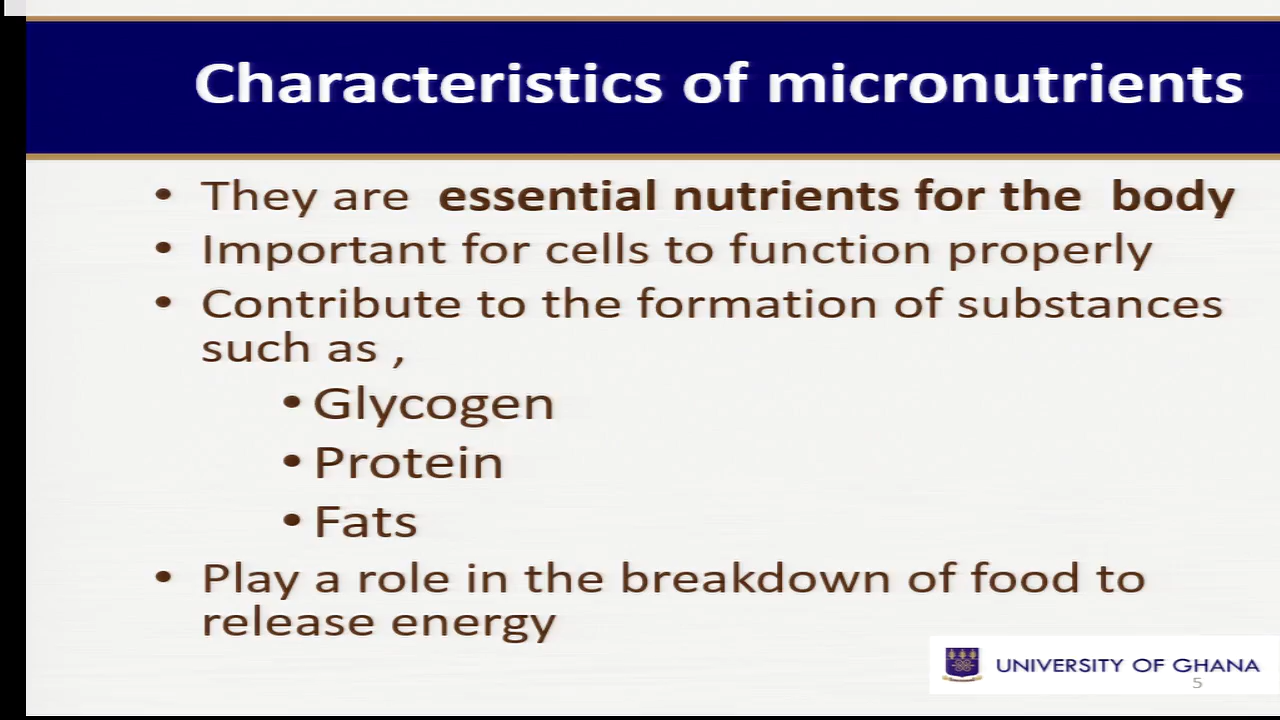 Characteristics of micronutrients
• They are essential nutrients for the body
• Important for cells to function properly
• Contribute to the formation of substances
such as ,
• Glycogen
• Protein
• Fats
• Play a role in the breakdown of food to
release energy
UNIVERSITY OF GHANA
5